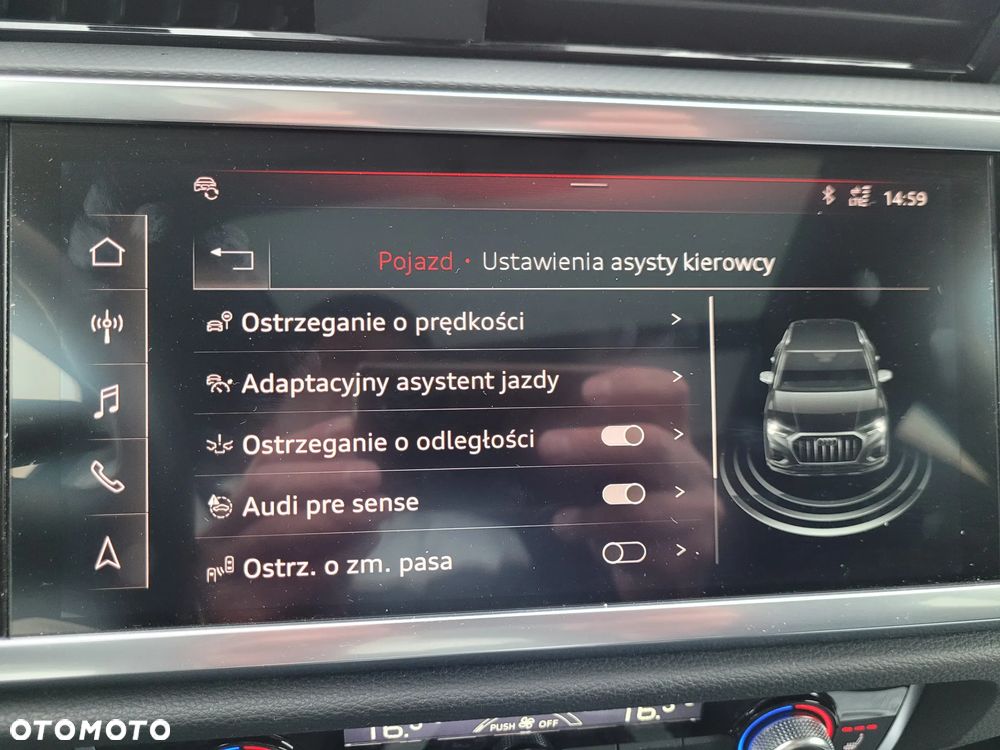 14:59
Pojazd • Ustawienia asysty kierowcy
Ostrzeganie o prędkości
Adaptacyjny asystent jazdy
Ostrzeganie o odległości
Audi pre sense
Ostrz. o zm. pasa
PUSH OFF
OTOMOTO